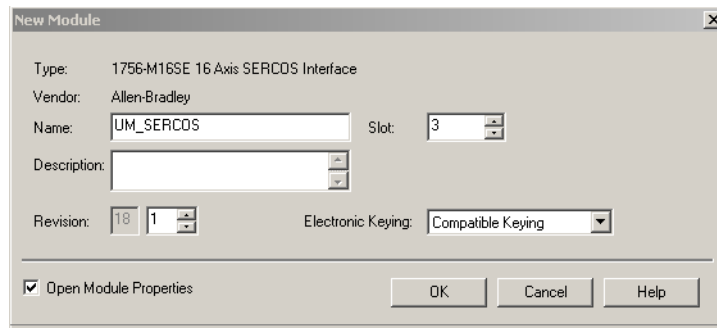 New Module
Type: 1756-M16SE 16 Axis SERCOS Interface
Vendor: Allen-Bradley
Name: UM_SERCOS Slot: 3
Description:
Revision: 18 1 Electronic Keying: Compatible Keying
Open Module Properties OK Cancel Help